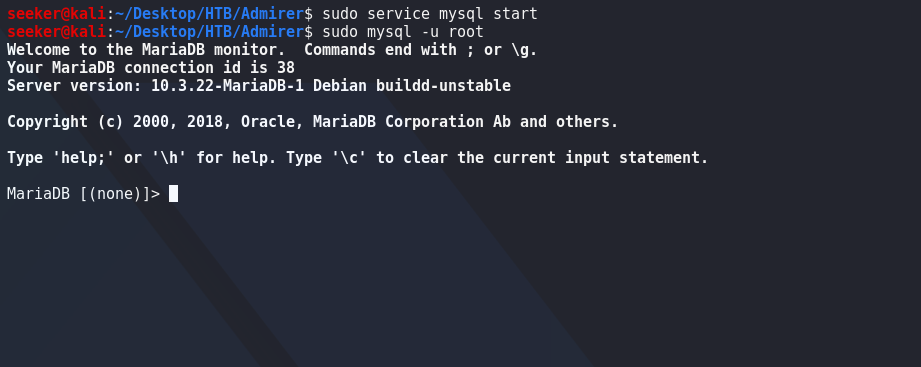 seeker@kali:~/Desktop/HTB/Admirer$ sudo service mysql start
seeker@kali:~/Desktop/HTB/Admirer$ sudo mysql -u root
Welcome to the MariaDB monitor.  Commands end with ; or \g.
Your MariaDB connection id is 38
Server version: 10.3.22-MariaDB-1 Debian buildd-unstable
Copyright (c) 2000, 2018, Oracle, MariaDB Corporation Ab and others.
Type 'help;' or '\h' for help. Type '\c' to clear the current input statement.
MariaDB [(none)]>